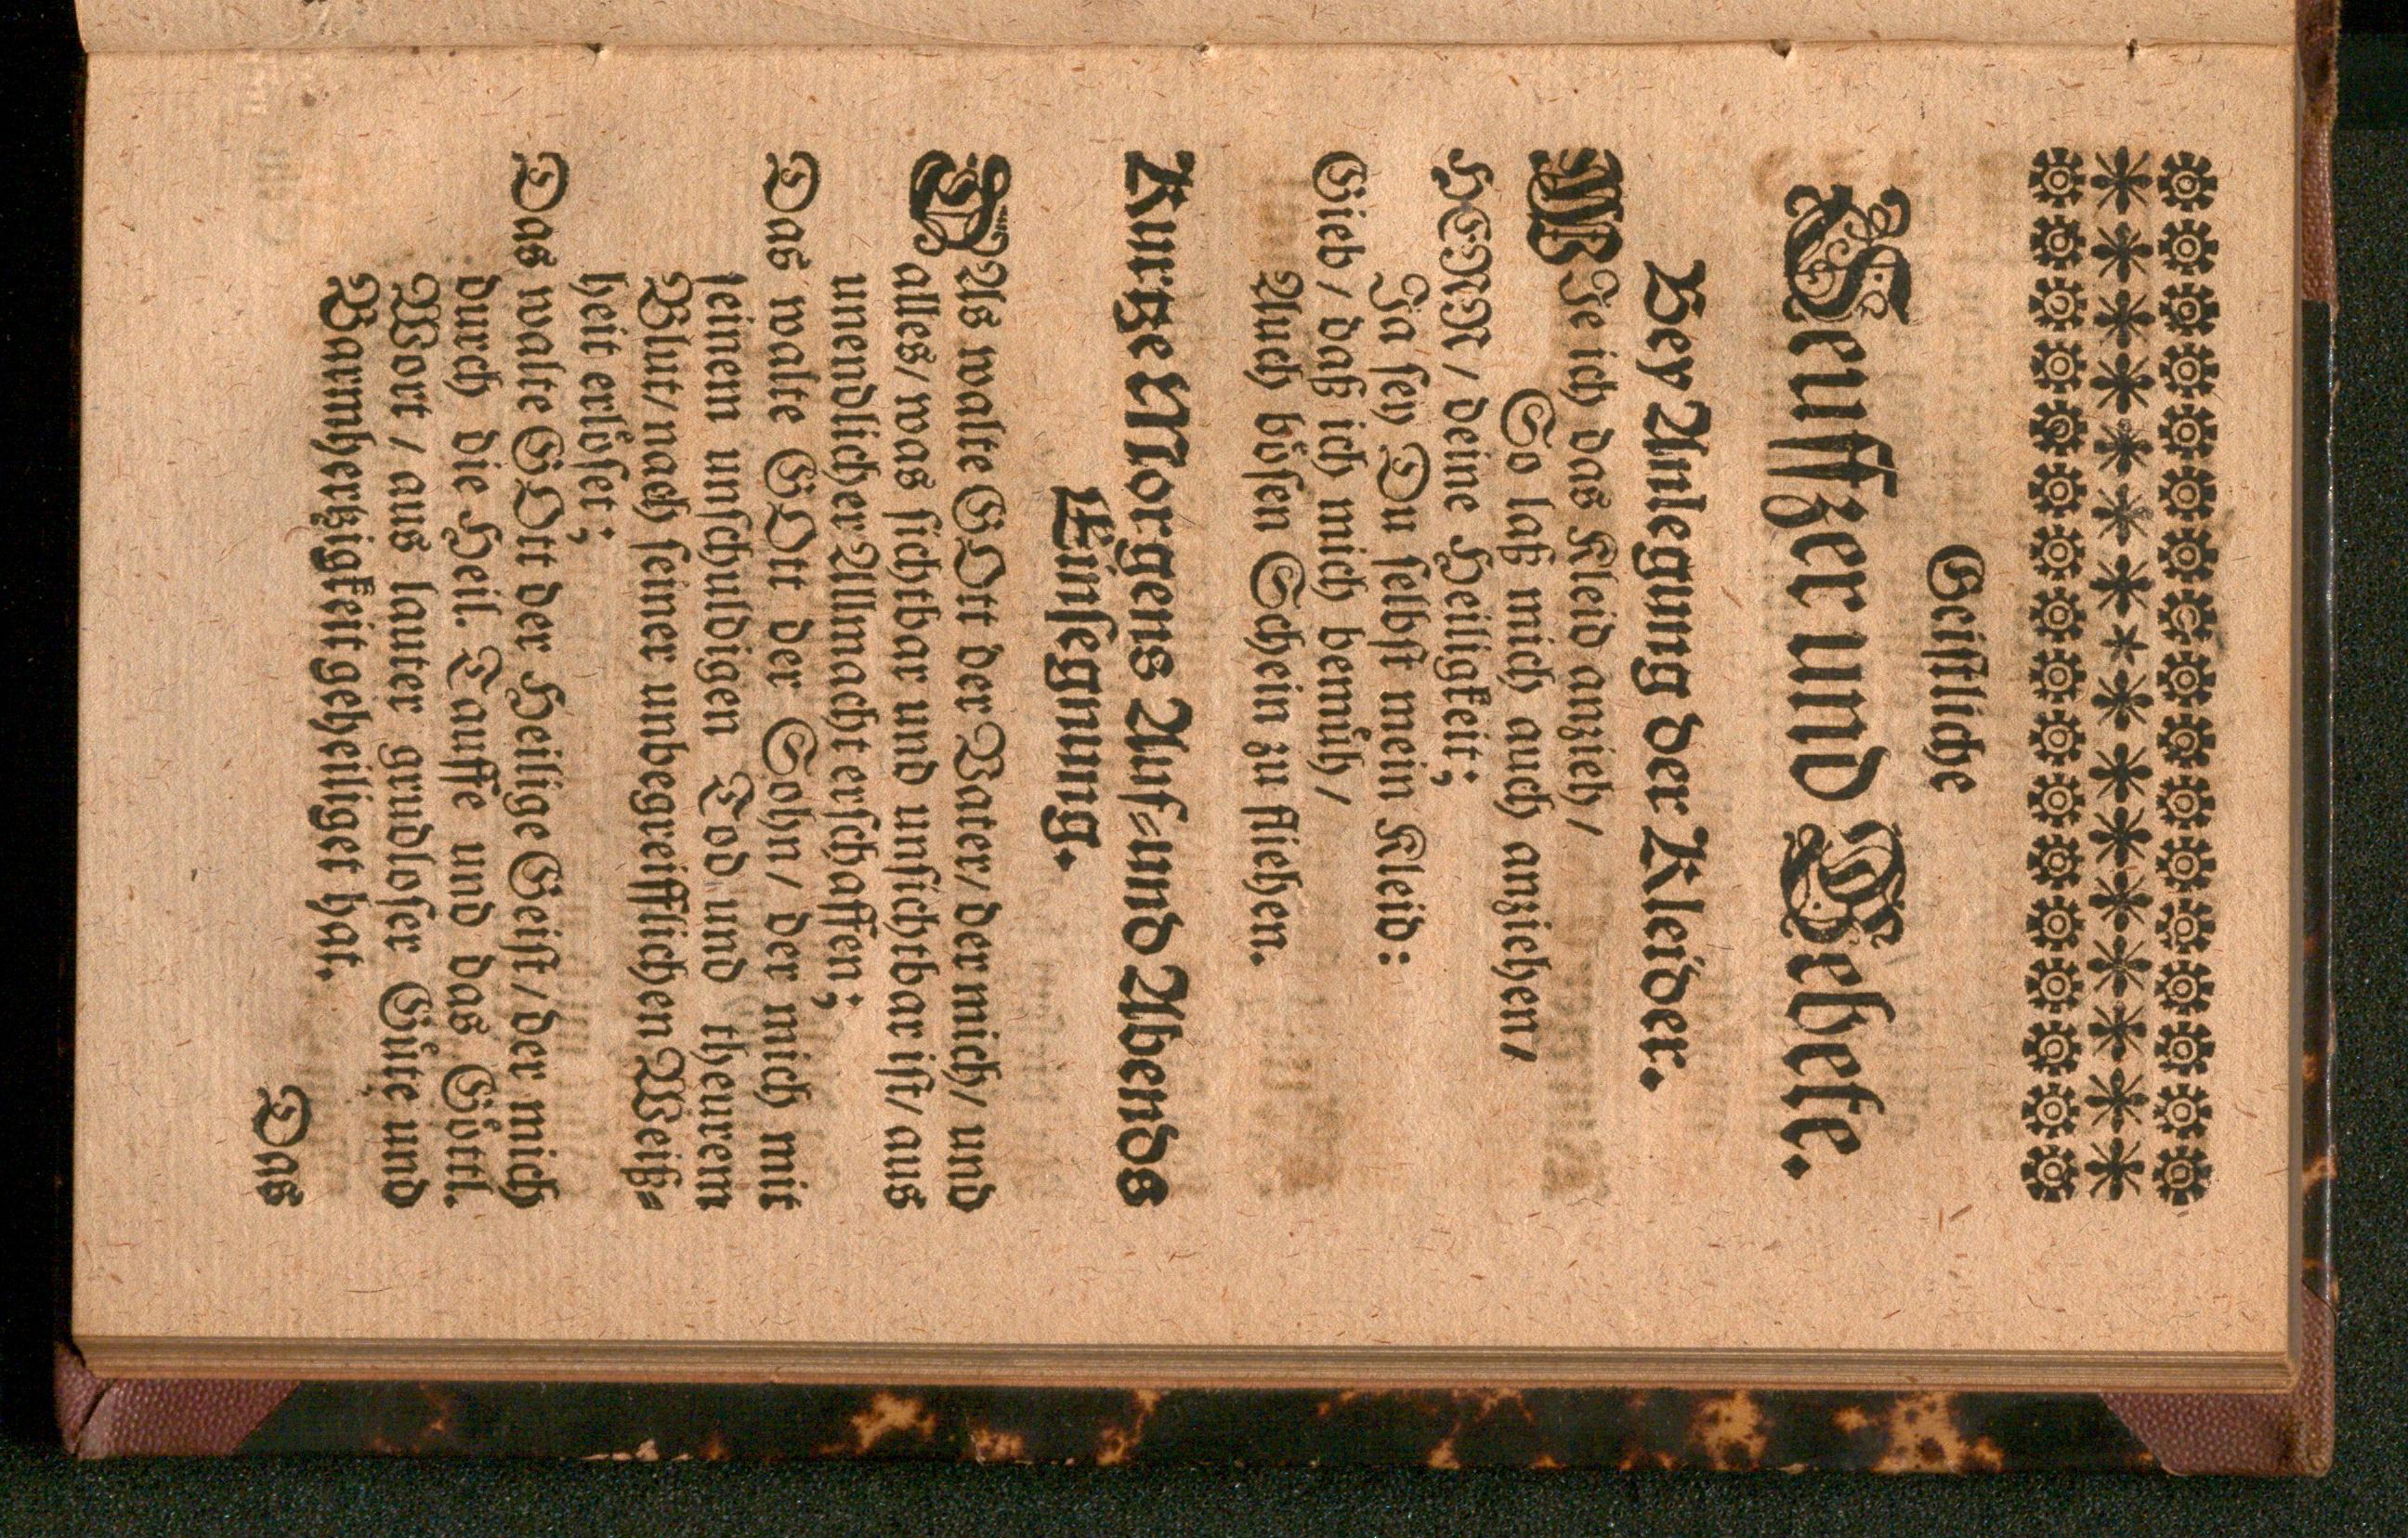 Geistliche
Seufftzer und Gebete.
Bey Anlegung der Kleider.
WIe ich das Kleid anzieh /
So laß mich auch anziehen /
HERR / deine Heiligkeit;
Ja sey Du selbst mein Kleid:
Gieb / daß ich mich bemüh /
Auch bösen Schein zu fliehen.
Kurtze Morgens Auf- und Abends
Einsegnung.
DAs walte GOtt der Vater / der mich / und
alles / was sichtbar und unsichtbar ist / aus
unendlicher Allmacht erschaffen;
Das walte GOtt der Sohn / der mich mit
seinem unschuldigen Tod und theurem
Blut / nach seiner unbegreifflichen Weiß-
heit erlöset;
Das walte GOtt der Heilige Geist / der mich
durch die Heil. Tauffe und das Göttl.
Wort / aus lauter grudloser Güte und
Barmhertzigkeit geheiliget hat.
Das